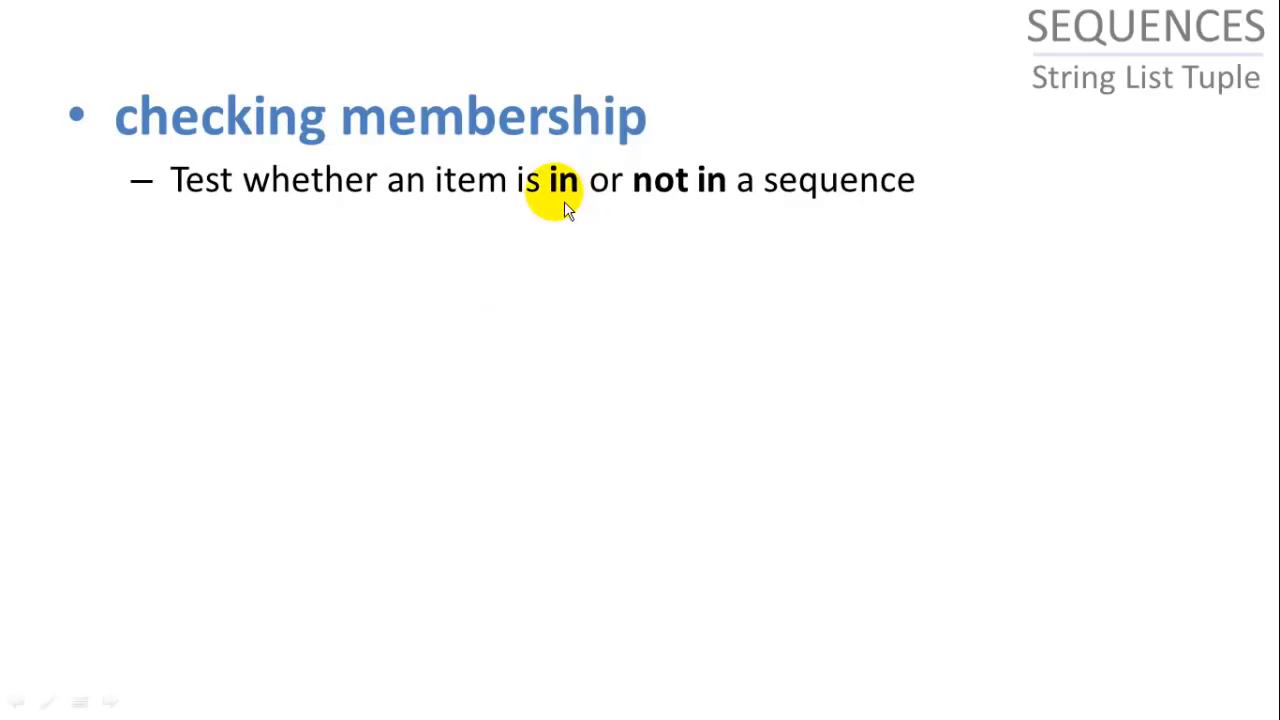 SEQUENCES
String List Tuple
• checking membership
– Test whether an item is in or not in a sequence